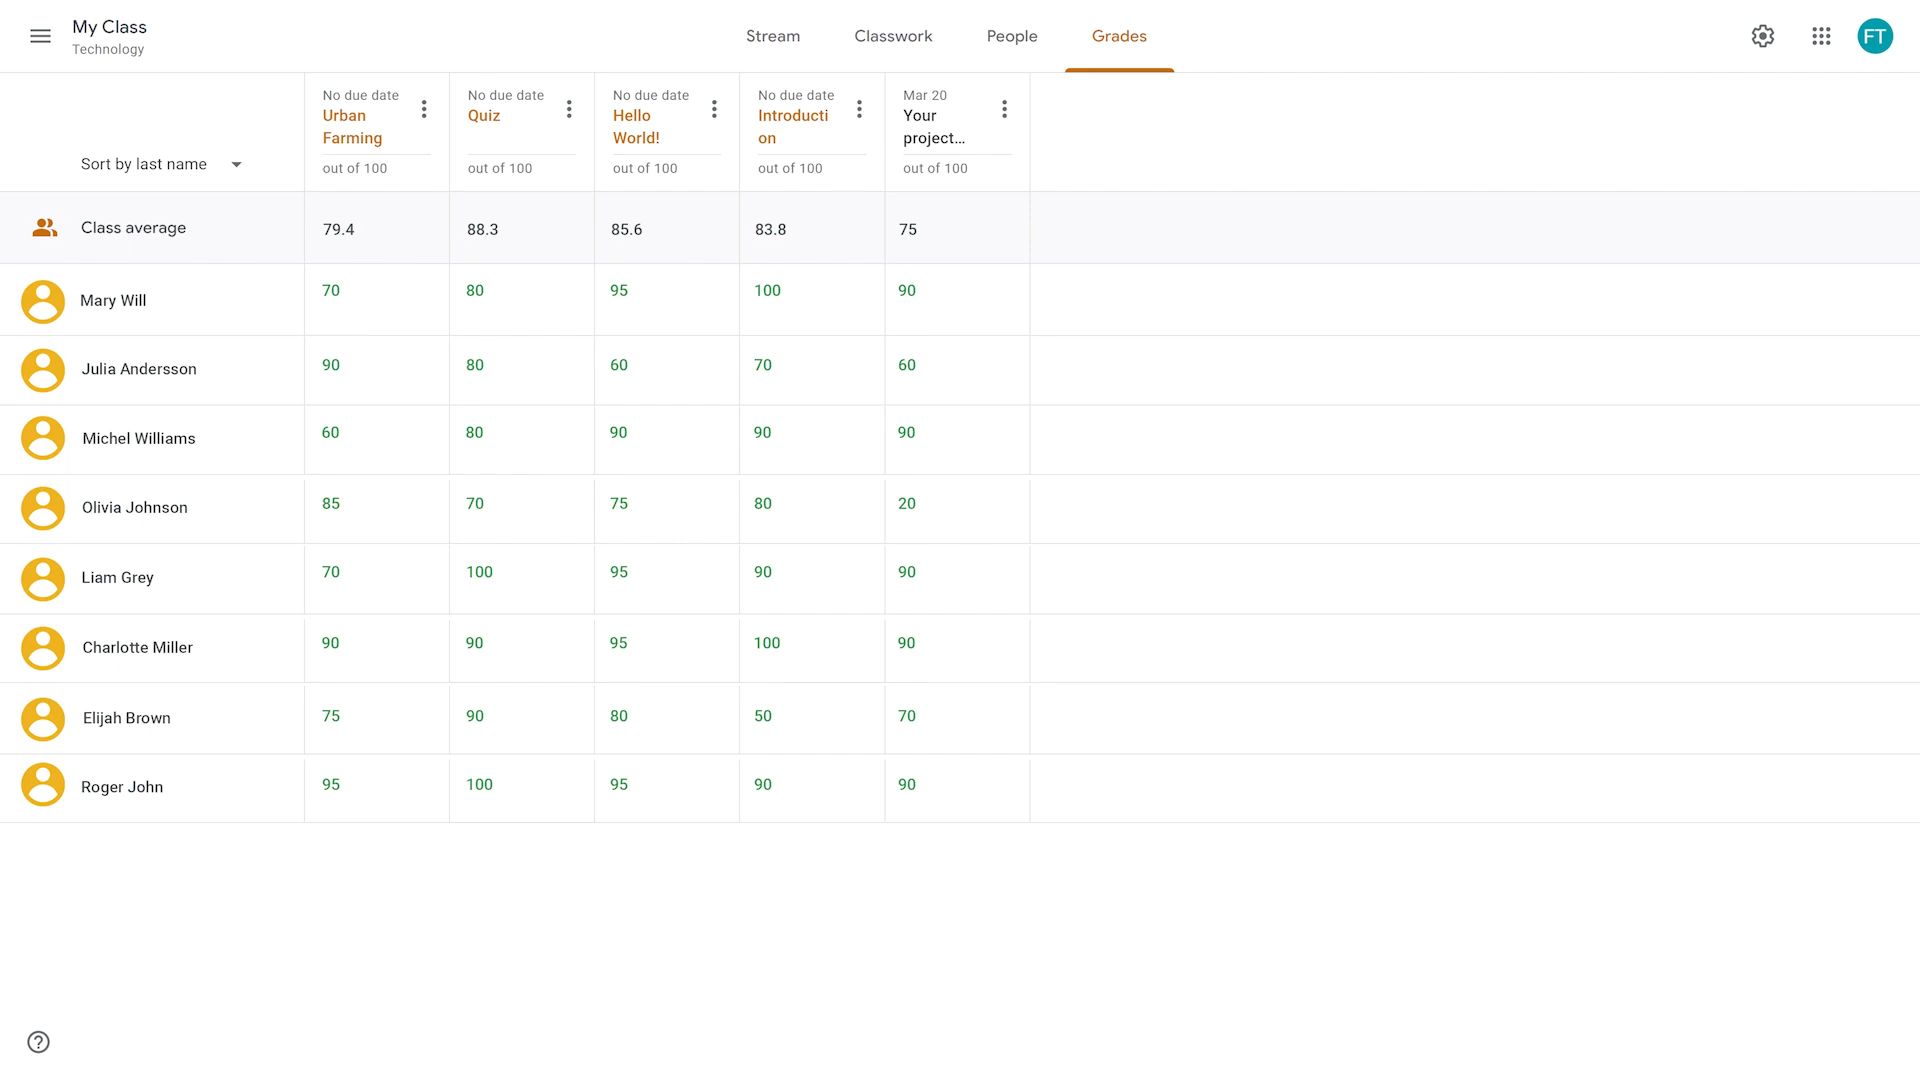 My Class
Technology
Stream Classwork People Grades
FT
No due date No due date No due date No due date Mar 20
Urban Quiz Hello Introducti Your
Farming World! on project...
Sort by last name
out of 100 out of 100 out of 100 out of 100 out of 100
Class average 79.4 88.3 85.6 83.8 75
Mary Will 70 80 95 100 90
Julia Andersson 90 80 60 70 60
Michel Williams 60 80 90 90 90
Olivia Johnson 85 70 75 80 20
Liam Grey 70 100 95 90 90
Charlotte Miller 90 90 95 100 90
Elijah Brown 75 90 80 50 70
Roger John 95 100 95 90 90
?